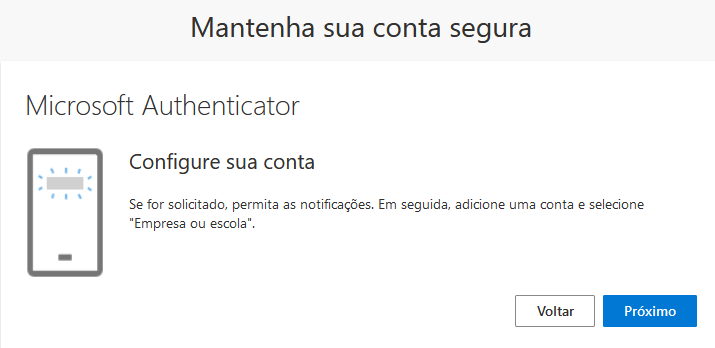 Mantenha sua conta segura
Microsoft Authenticator
Configure sua conta
Se for solicitado, permita as notificações. Em seguida, adicione uma conta e selecione
"Empresa ou escola".
Voltar
Próximo